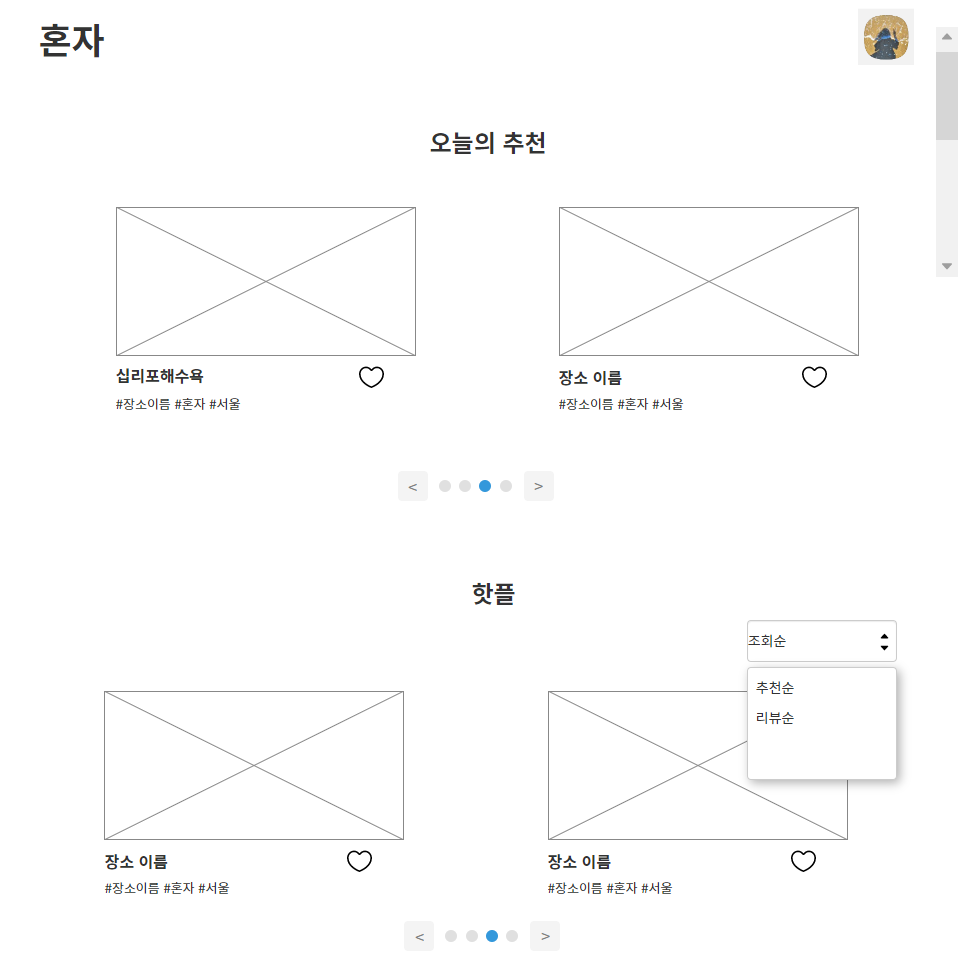 혼자
오늘의 추천
십리포해수욕
#장소이름 #혼자 #서울
장소 이름
#장소이름 #혼자 #서울
< >
핫플
조회순
추천순
리뷰순
장소 이름
#장소이름 #혼자 #서울
장소 이름
#장소이름 #혼자 #서울
< >